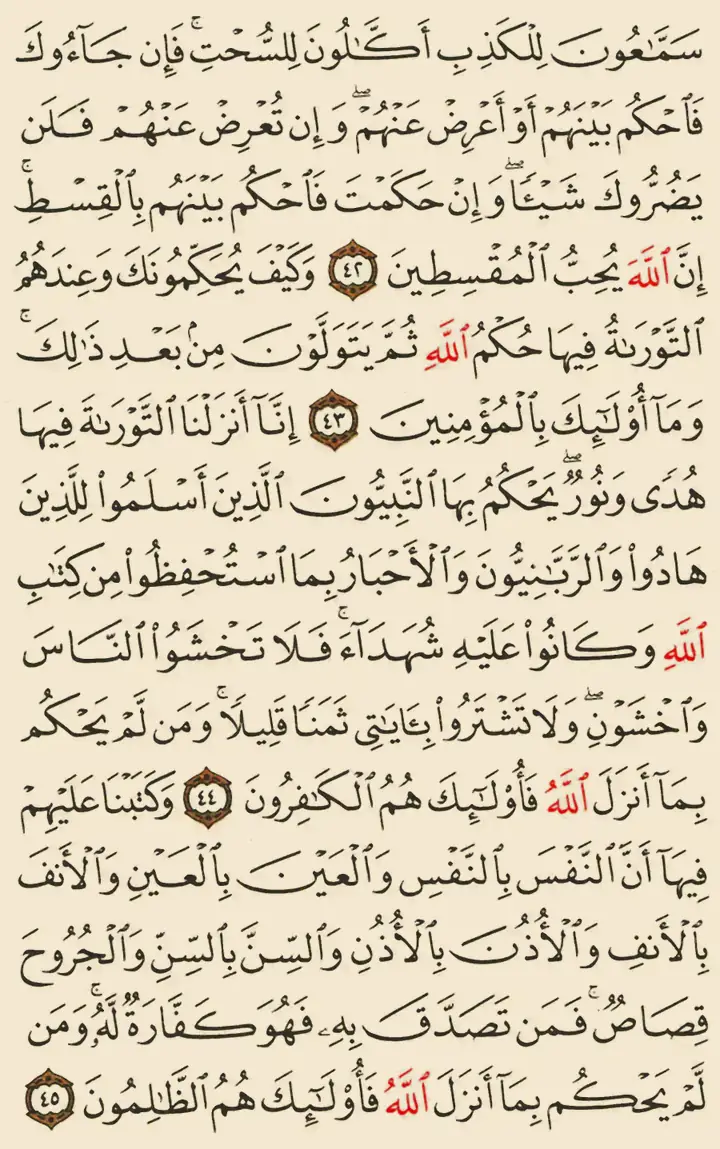 سَمَّٰعُونَ لِلْكَذِبِ أَكَّٰلُونَ لِلسُّحْتِۚ فَإِن جَآءُوكَ
فَٱحْكُم بَيْنَهُمْ أَوْ أَعْرِضْ عَنْهُمْۖ وَإِن تُعْرِضْ عَنْهُمْ فَلَن
يَضُرُّوكَ شَيْـًٔاۖ وَإِنْ حَكَمْتَ فَٱحْكُم بَيْنَهُم بِٱلْقِسْطِۚ
إِنَّ ٱللَّهَ يُحِبُّ ٱلْمُقْسِطِينَ ٤٢ وَكَيْفَ يُحَكِّمُونَكَ وَعِندَهُمُ
ٱلتَّوْرَىٰةُ فِيهَا حُكْمُ ٱللَّهِ ثُمَّ يَتَوَلَّوْنَ مِنۢ بَعْدِ ذَٰلِكَۚ
وَمَآ أُو۟لَٰٓئِكَ بِٱلْمُؤْمِنِينَ ٤٣ إِنَّآ أَنزَلْنَا ٱلتَّوْرَىٰةَ فِيهَا
هُدًى وَنُورٌۖ يَحْكُمُ بِهَا ٱلنَّبِيُّونَ ٱلَّذِينَ أَسْلَمُوا۟ لِلَّذِينَ
هَادُوا۟ وَٱلرَّبَّٰنِيُّونَ وَٱلْأَحْبَارُ بِمَا ٱسْتُحْفِظُوا۟ مِن كِتَٰبِ
ٱللَّهِ وَكَانُوا۟ عَلَيْهِ شُهَدَآءَۚ فَلَا تَخْشَوُا۟ ٱلنَّاسَ
وَٱخْشَوْنِۖ وَلَا تَشْتَرُوا۟ بِـَٔايَٰتِى ثَمَنًا قَلِيلًاۚ وَمَن لَّمْ يَحْكُم
بِمَآ أَنزَلَ ٱللَّهُ فَأُو۟لَٰٓئِكَ هُمُ ٱلْكَٰفِرُونَ ٤٤ وَكَتَبْنَا عَلَيْهِمْ
فِيهَآ أَنَّ ٱلنَّفْسَ بِٱلنَّفْسِ وَٱلْعَيْنَ بِٱلْعَيْنِ وَٱلْأَنفَ
بِٱلْأَنفِ وَٱلْأُذُنَ بِٱلْأُذُنِ وَٱلسِّنَّ بِٱلسِّنِّ وَٱلْجُرُوحَ
قِصَاصٌۚ فَمَن تَصَدَّقَ بِهِۦ فَهُوَ كَفَّارَةٌ لَّهُۥۚ وَمَن
لَّمْ يَحْكُم بِمَآ أَنزَلَ ٱللَّهُ فَأُو۟لَٰٓئِكَ هُمُ ٱلظَّٰلِمُونَ ٤٥